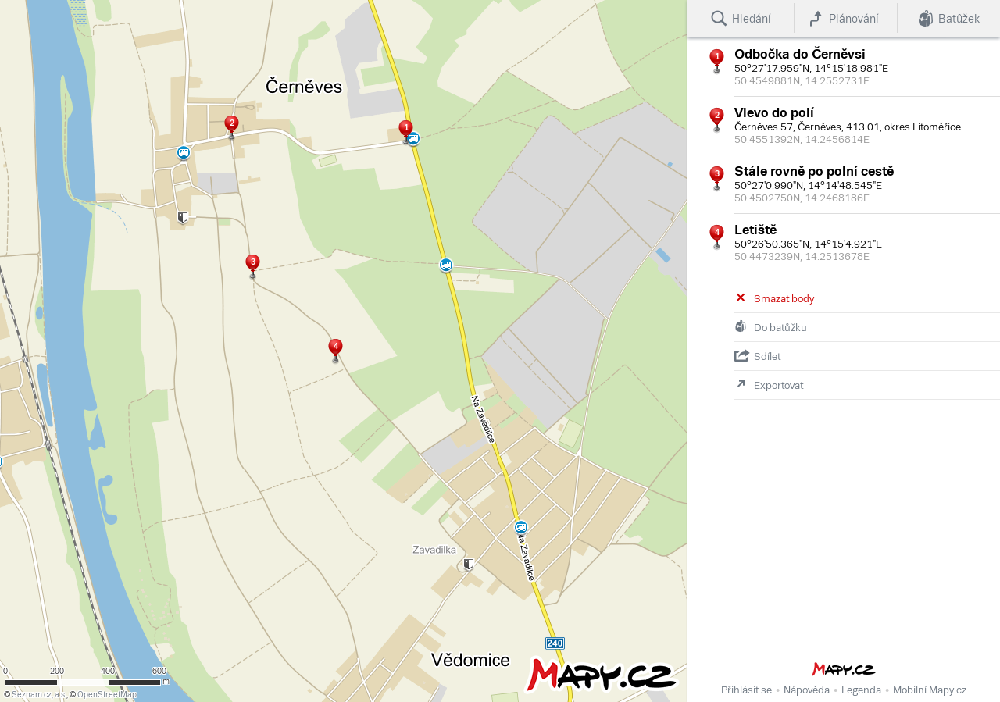 Černěves
2
1
3
4
Na Zavadilce
Na Zavadilce
Zavadilka
240
Vědomice
0 200 400 600
m
© Seznam.cz, a.s., © OpenStreetMap
Mapy.cz
Hledání
Plánování
Batůžek
1
Odbočka do Černěvsi
50°27'17.959"N, 14°15'18.981"E
50.4549881N, 14.2552731E
2
Vlevo do polí
Černěves 57, Černěves, 413 01, okres Litoměřice
50.4551392N, 14.2456814E
3
Stále rovně po polní cestě
50°27'0.990"N, 14°14'48.545"E
50.4502750N, 14.2468186E
4
Letiště
50°26'50.365"N, 14°15'4.921"E
50.4473239N, 14.2513678E
Smazat body
Do batůžku
Sdílet
Exportovat
Mapy.cz
Přihlásit se • Nápověda • Legenda • Mobilní Mapy.cz